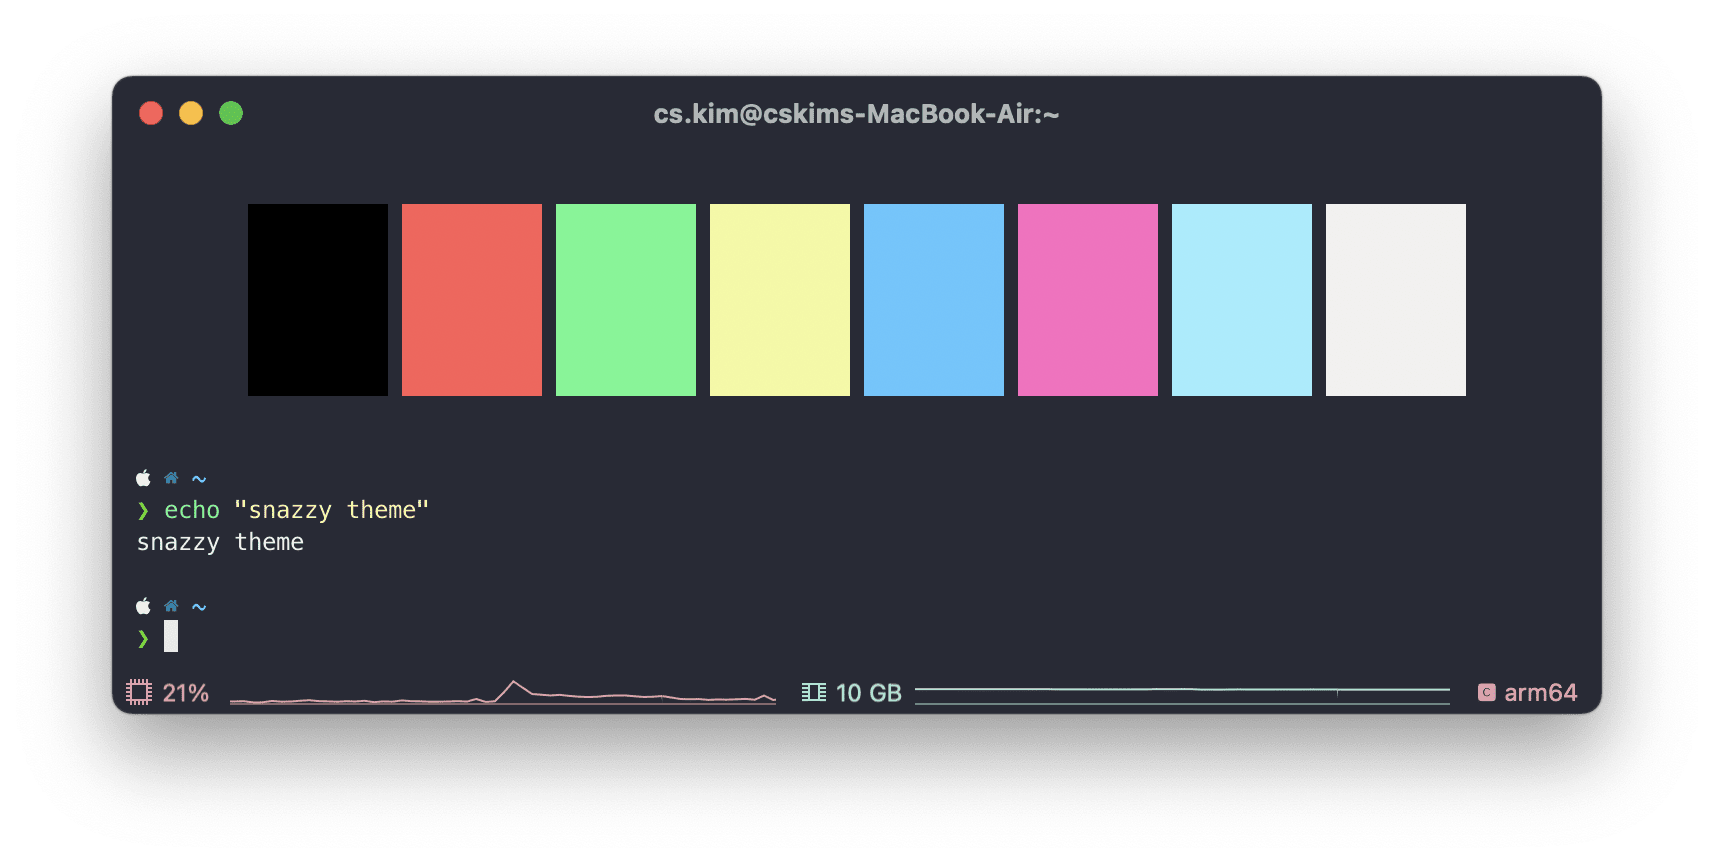 cs.kim@cskims-MacBook-Air:~
~
❯ echo "snazzy theme"
snazzy theme
~
❯
21%
10 GB
C arm64